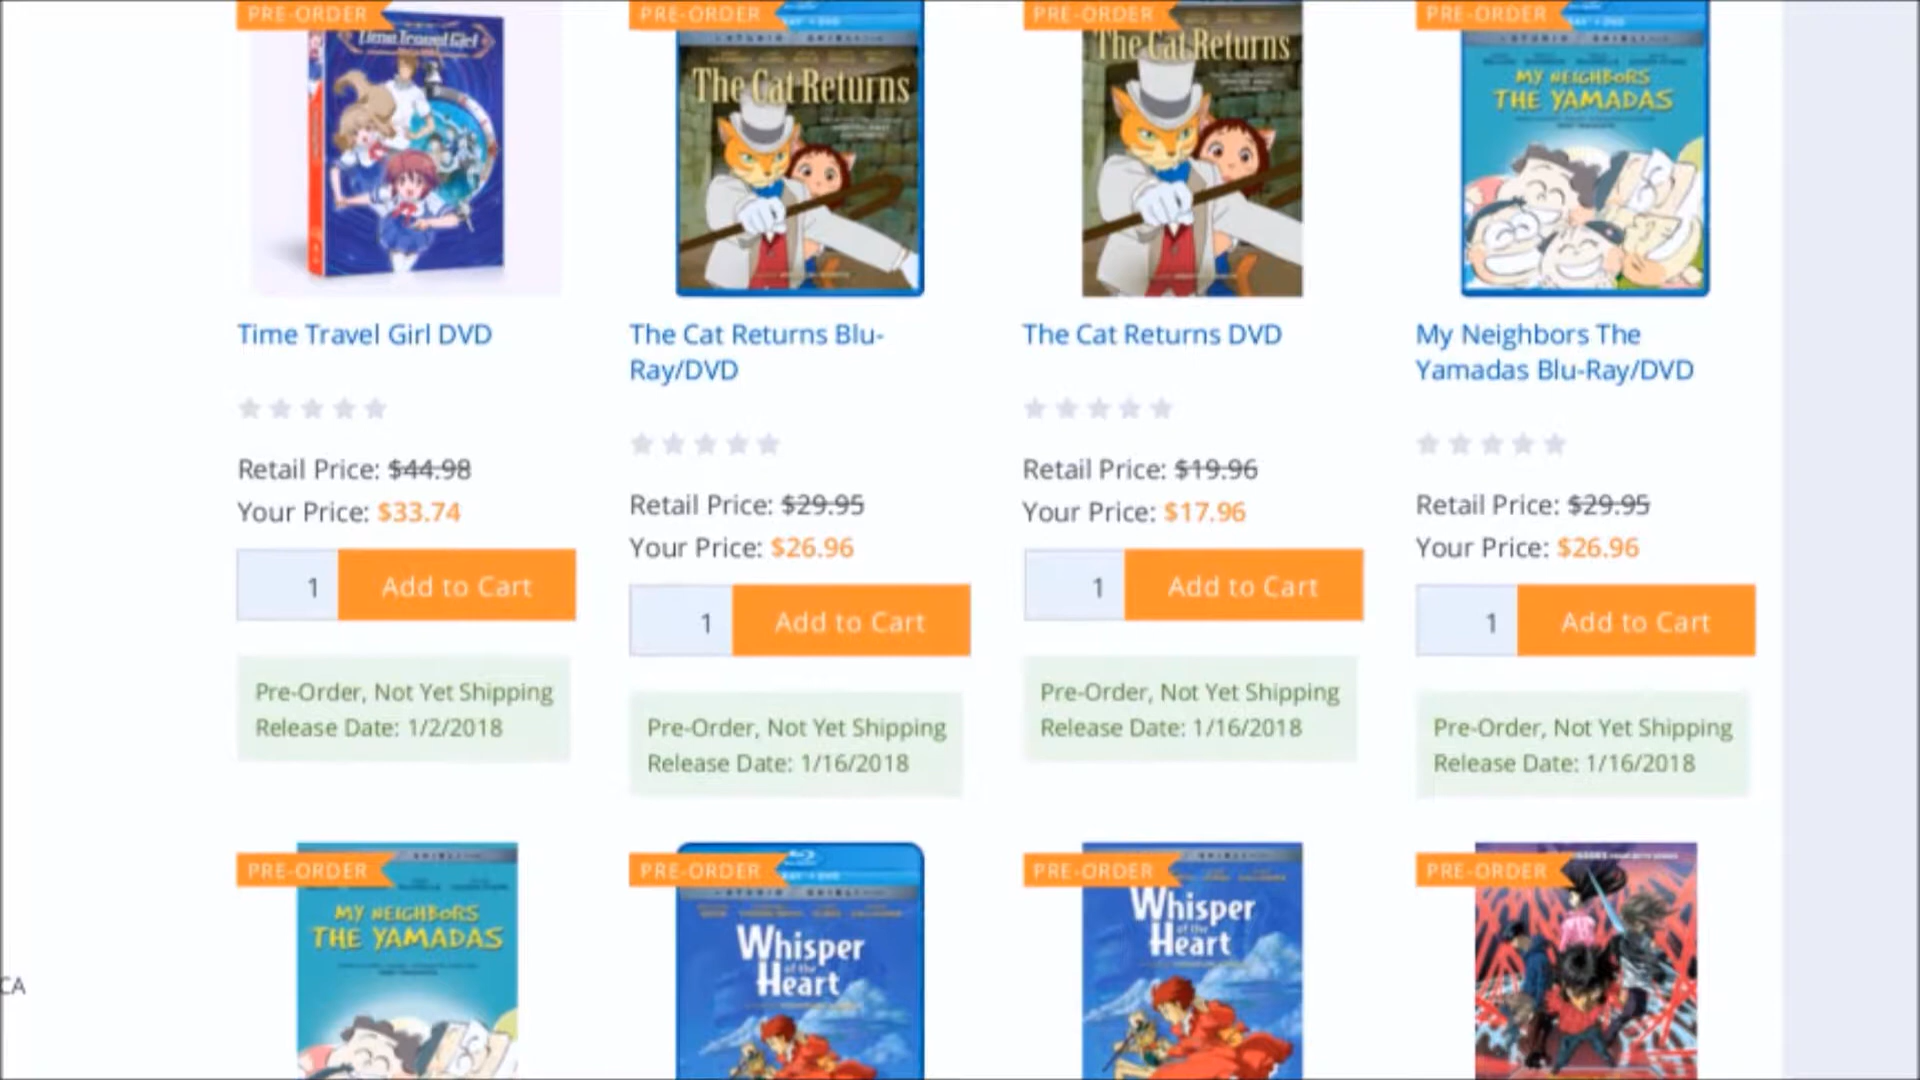 PRE-ORDER
PRE-ORDER
PRE-ORDER
PRE-ORDER
Time Travel Girl
The Cat Returns
The Cat Returns
MY NEIGHBORS
THE YAMADAS
Time Travel Girl DVD
The Cat Returns Blu-
Ray/DVD
The Cat Returns DVD
My Neighbors The
Yamadas Blu-Ray/DVD
Retail Price: $44.98
Your Price: $33.74
Retail Price: $29.95
Your Price: $26.96
Retail Price: $19.96
Your Price: $17.96
Retail Price: $29.95
Your Price: $26.96
1 Add to Cart
1 Add to Cart
1 Add to Cart
1 Add to Cart
Pre-Order, Not Yet Shipping
Release Date: 1/2/2018
Pre-Order, Not Yet Shipping
Release Date: 1/16/2018
Pre-Order, Not Yet Shipping
Release Date: 1/16/2018
Pre-Order, Not Yet Shipping
Release Date: 1/16/2018
PRE-ORDER
PRE-ORDER
PRE-ORDER
PRE-ORDER
MY NEIGHBORS
THE YAMADAS
Whisper
of the
Heart
Whisper
of the
Heart
CA